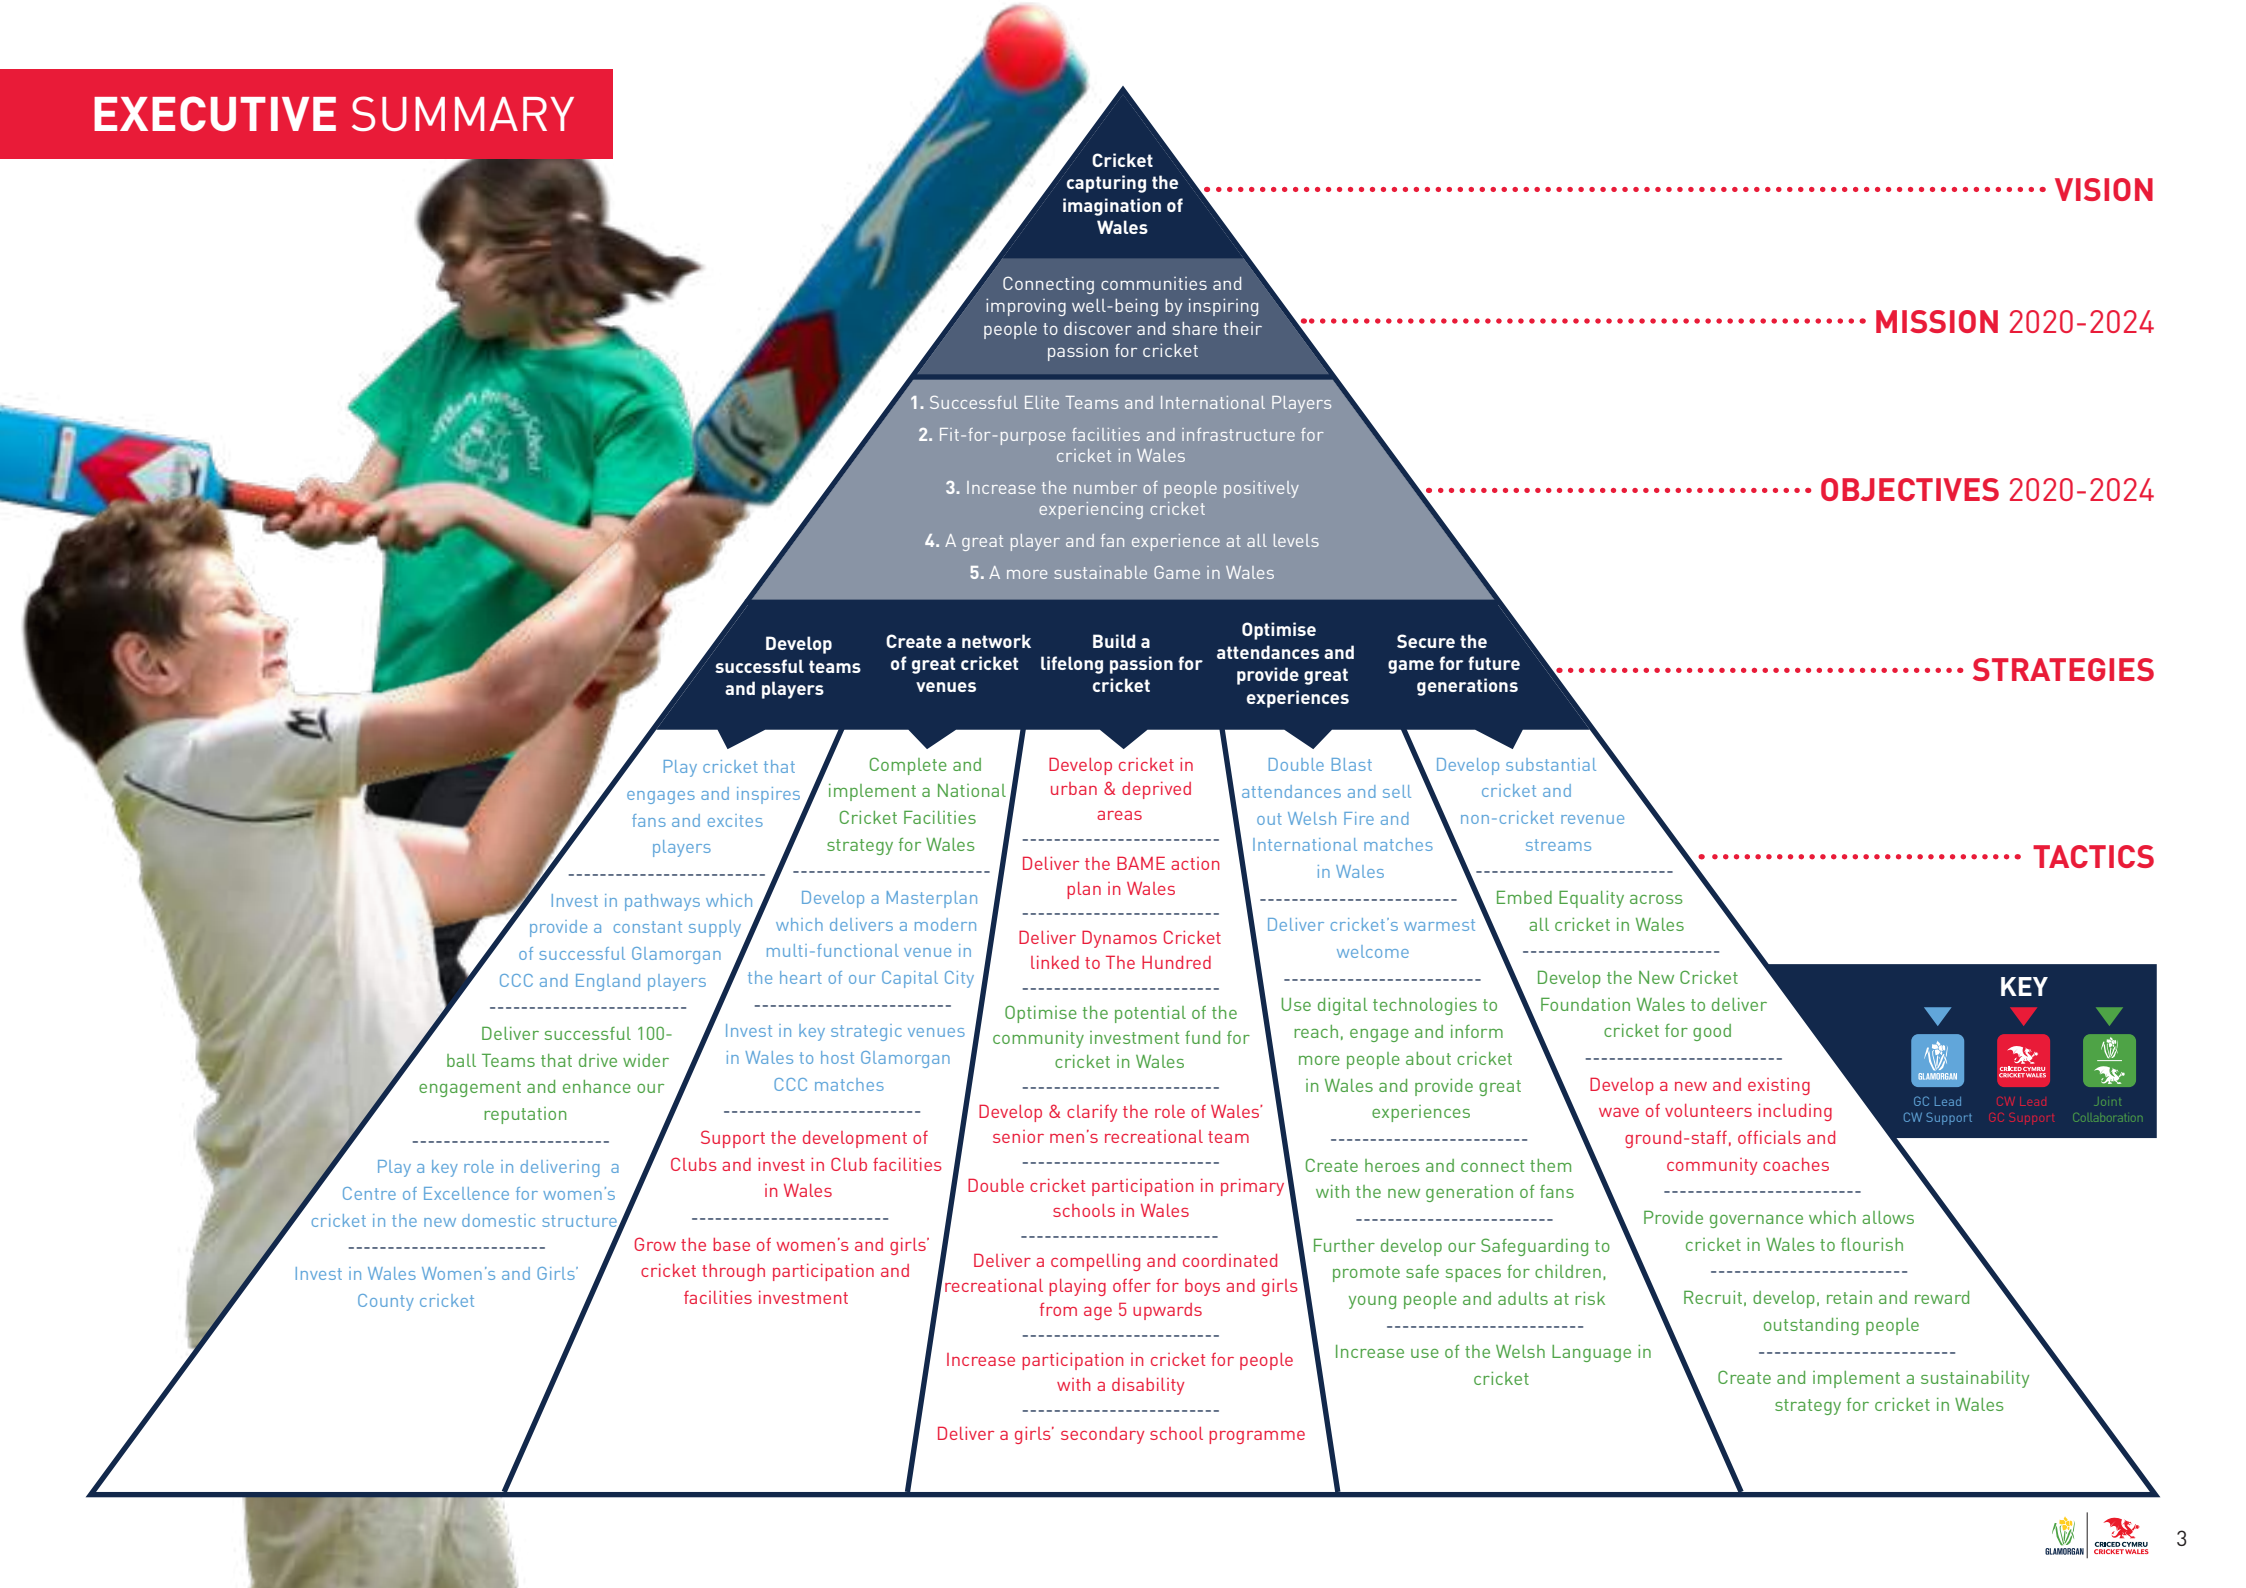 EXECUTIVE SUMMARY
Cricket
capturing the
imagination of
Wales
VISION
Connecting communities and
improving well-being by inspiring
people to discover and share their
passion for cricket
MISSION 2020-2024
1. Successful Elite Teams and International Players
2. Fit-for-purpose facilities and infrastructure for
cricket in Wales
3. Increase the number of people positively
experiencing cricket
4. A great player and fan experience at all levels
5. A more sustainable Game in Wales
OBJECTIVES 2020-2024
Develop
successful teams
and players
Create a network
of great cricket
venues
Build a
lifelong passion for
cricket
Optimise
attendances and
provide great
experiences
Secure the
game for future
generations
STRATEGIES
Play cricket that
engages and inspires
fans and excites
players
Invest in pathways which
provide a constant supply
of successful Glamorgan
CCC and England players
Deliver successful 100-
ball Teams that drive wider
engagement and enhance our
reputation
Play a key role in delivering a
Centre of Excellence for women's
cricket in the new domestic structure
Invest in Wales Women's and Girls'
County cricket
Complete and
implement a National
Cricket Facilities
strategy for Wales
Develop a Masterplan
which delivers a modern
multi-functional venue in
the heart of our Capital City
Invest in key strategic venues
in Wales to host Glamorgan
CCC matches
Support the development of
Clubs and invest in Club facilities
in Wales
Grow the base of women's and girls'
cricket through participation and
facilities investment
Develop cricket in
urban & deprived
areas
Deliver the BAME action
plan in Wales
Deliver Dynamos Cricket
linked to The Hundred
Optimise the potential of the
community investment fund for
cricket in Wales
Develop & clarify the role of Wales'
senior men's recreational team
Double cricket participation in primary
schools in Wales
Deliver a compelling and coordinated
recreational playing offer for boys and girls
from age 5 upwards
Increase participation in cricket for people
with a disability
Deliver a girls' secondary school programme
Double Blast
attendances and sell
out Welsh Fire and
International matches
in Wales
Deliver cricket's warmest
welcome
Use digital technologies to
reach, engage and inform
more people about cricket
in Wales and provide great
experiences
Create heroes and connect them
with the new generation of fans
Further develop our Safeguarding to
promote safe spaces for children,
young people and adults at risk
Increase use of the Welsh Language in
cricket
Develop substantial
cricket and
non-cricket revenue
streams
Embed Equality across
all cricket in Wales
Develop the New Cricket
Foundation Wales to deliver
cricket for good
Develop a new and existing
wave of volunteers including
ground-staff, officials and
community coaches
Provide governance which allows
cricket in Wales to flourish
Recruit, develop, retain and reward
outstanding people
Create and implement a sustainability
strategy for cricket in Wales
TACTICS
KEY
GLAMORGAN
GC Lead
CW Support
CRICED CYMRU
CRICKET WALES
CW Lead
GC Support
Joint
Collaboration
GLAMORGAN
CRICED CYMRU
CRICKET WALES
3